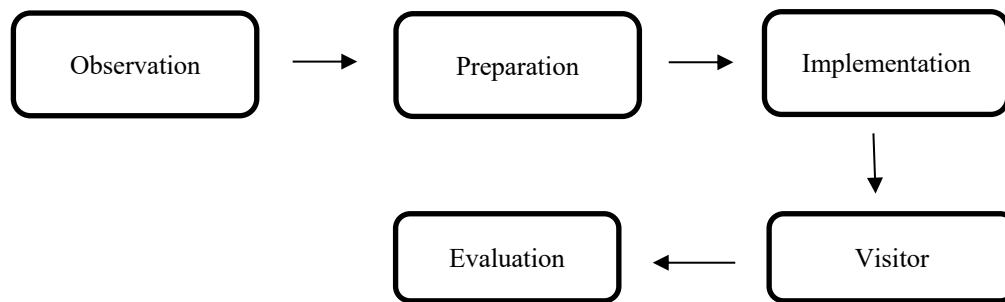 Observation
Preparation
Implementation
Visitor
Evaluation